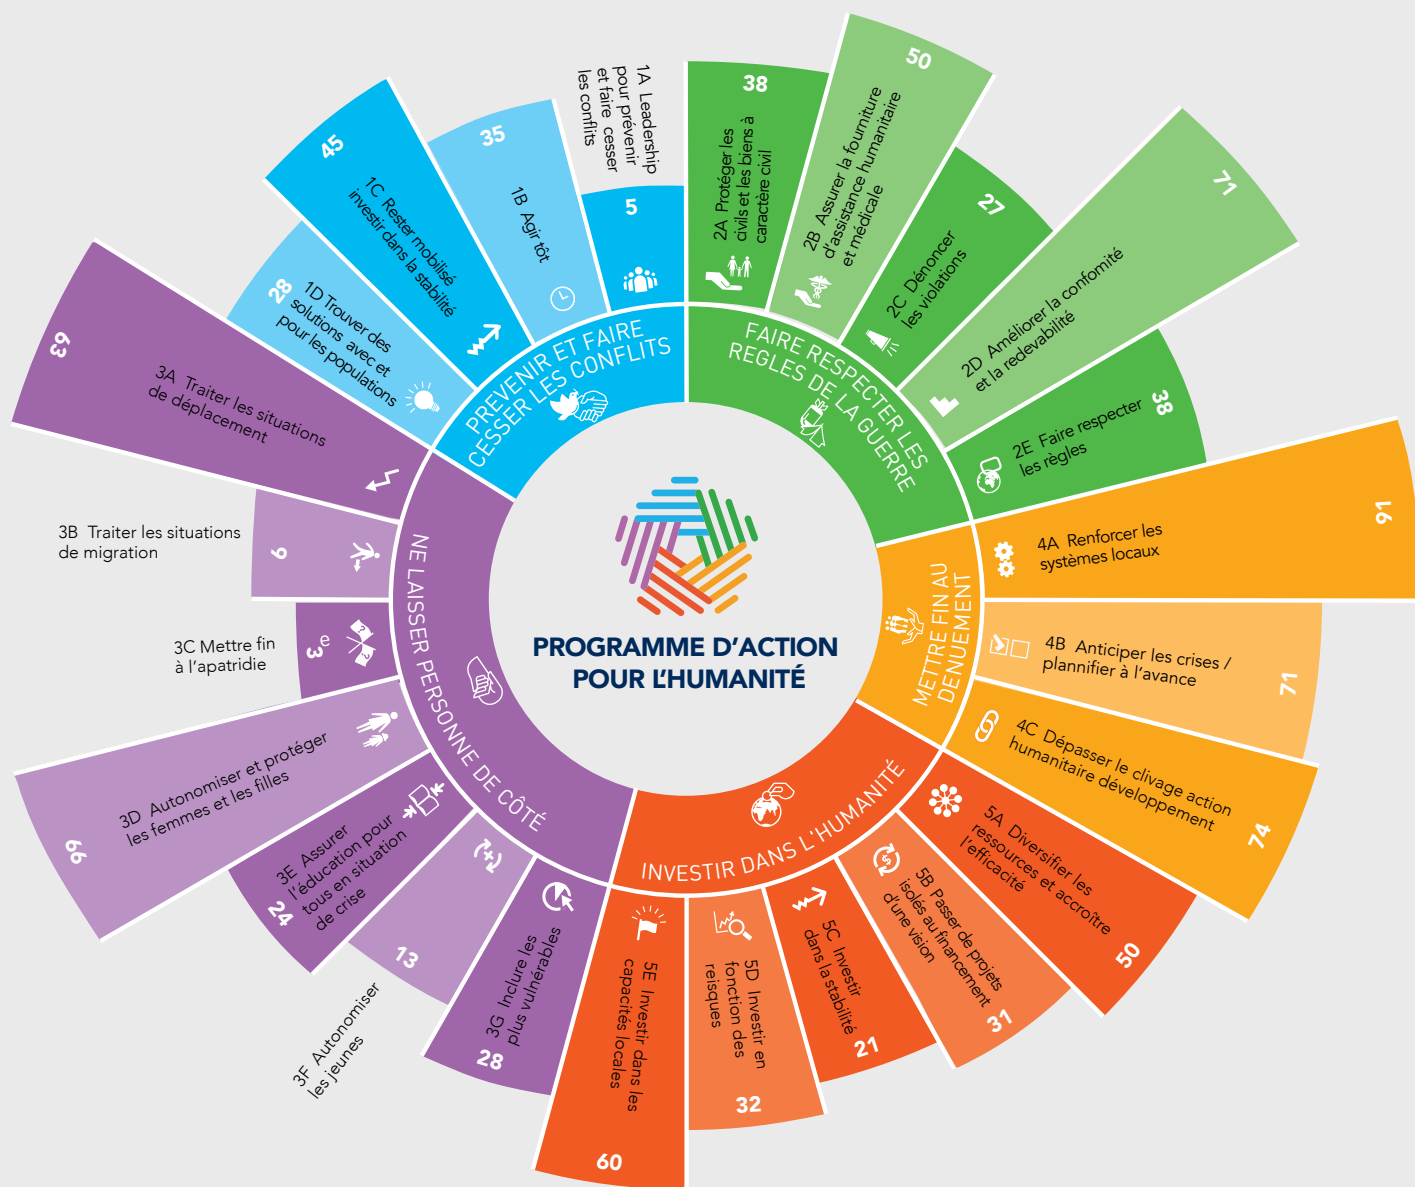 PROGRAMME D’ACTION
POUR L’HUMANITÉ
PREVENIR ET FAIRE
CESSER LES CONFLITS
5
1A Leadership
pour prévenir
et faire cesser
les conflits
35
1B Agir tôt
45
1C Rester mobilisé
investir dans la stabilité
28
1D Trouver des
solutions avec et
pour les populations
FAIRE RESPECTER LES
REGLES DE LA GUERRE
38
2A Protéger les
civils et les biens à
caractère civil
50
2B Assurer la fourniture
d’assistance humanitaire
et médicale
27
2C Dénoncer
les violations
71
2D Améliorer la confomité
et la redevabilité
38
2E Faire respecter
les règles
METTRE FIN AU
DENUEMENT
91
4A Renforcer les
systèmes locaux
71
4B Anticiper les crises /
plannifier à l’avance
74
4C Dépasser le clivage action
humanitaire développement
INVESTIR DANS L’HUMANITÉ
50
5A Diversifier les
ressources et accroître
l’efficacité
31
5B Passer de projets
isolés au financement
d’une vision
21
5C Investir
dans la stabilité
32
5D Investir en
fonction des
reisques
60
5E Investir dans les
capacités locales
NE LAISSER PERSONNE DE CÔTÉ
63
3A Traiter les situations
de déplacement
9
3B Traiter les situations
de migration
3e
3C Mettre fin
à l’apatridie
66
3D Autonomiser et protéger
les femmes et les filles
24
3E Assurer
l’éducation pour
tous en situation
de crise
13
3F Autonomiser
les jeunes
28
3G Inclure les
plus vulnérables